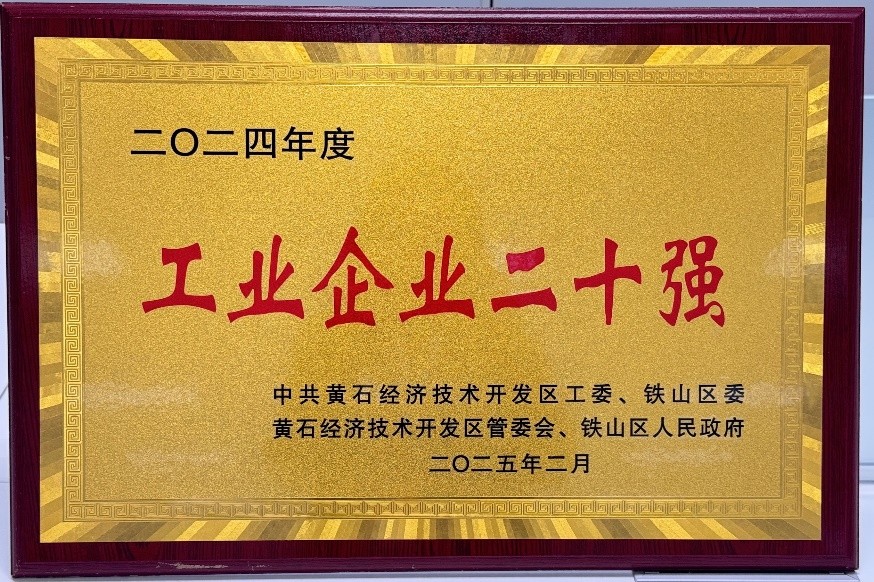 二〇二四年度
工业企业二十强
中共黄石经济技术开发区工委、铁山区委
黄石经济技术开发区管委会、铁山区人民政府
二〇二五年二月